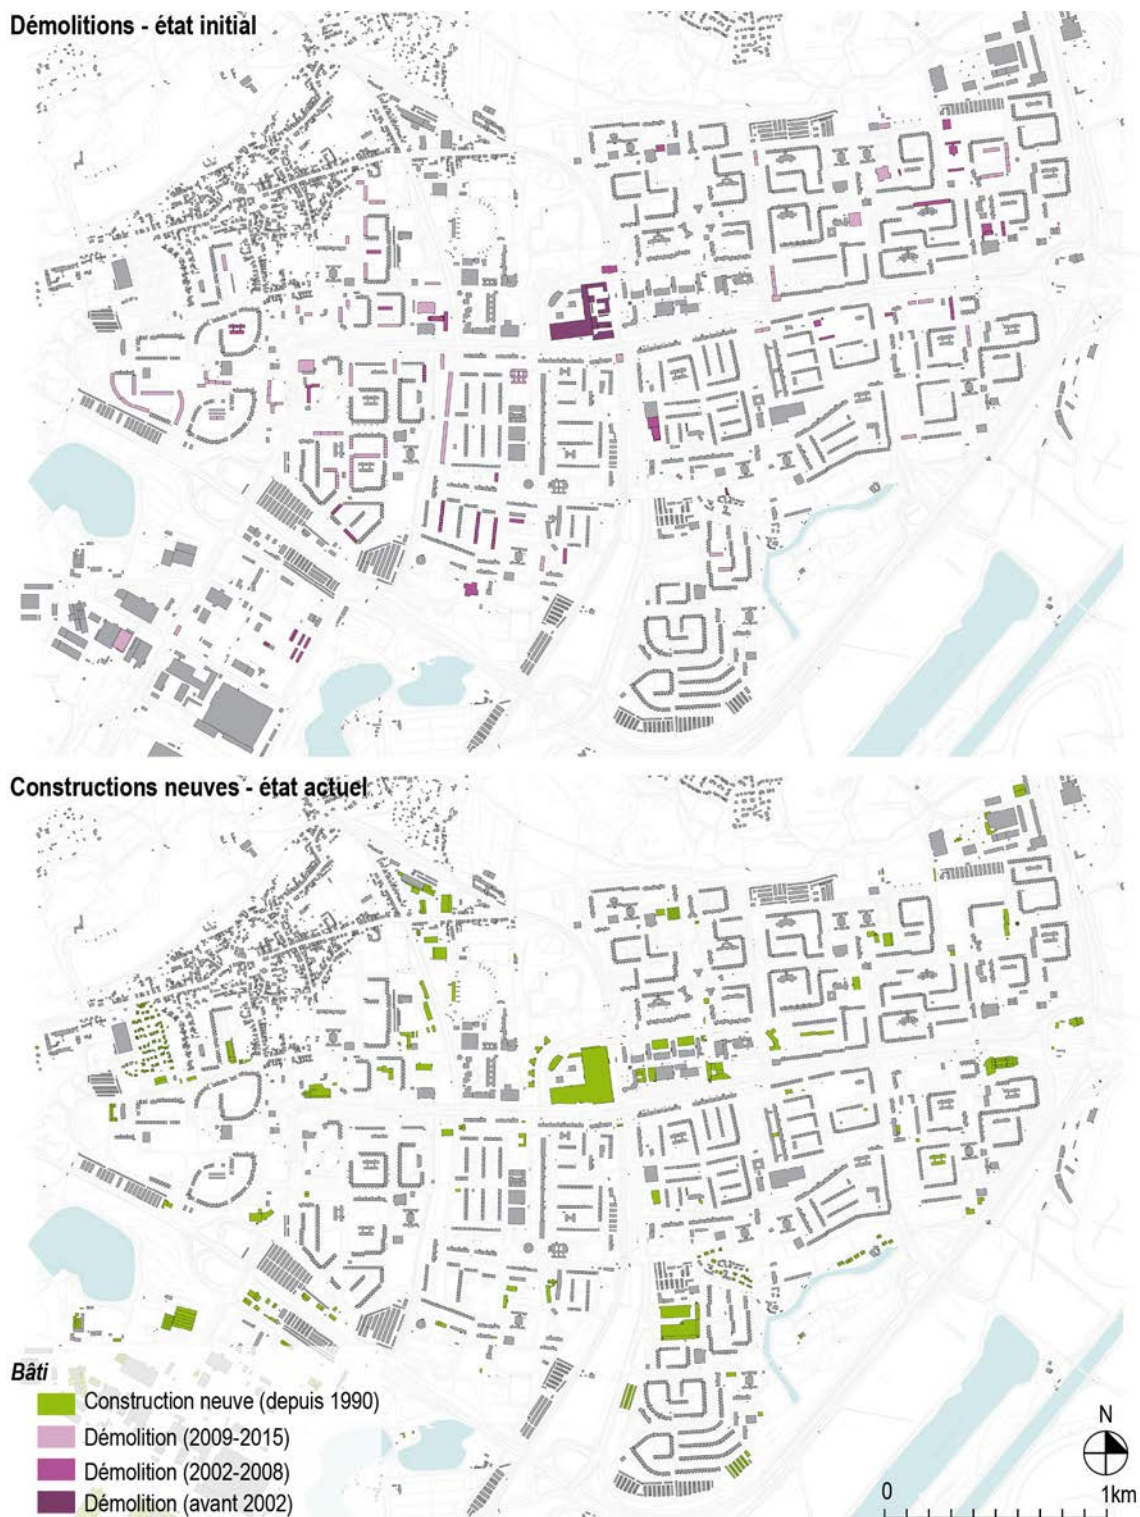 Démolitions - état initial
Constructions neuves - état actuel
Bâti
Construction neuve (depuis 1990)
Démolition (2009-2015)
Démolition (2002-2008)
Démolition (avant 2002)
N
0 1km